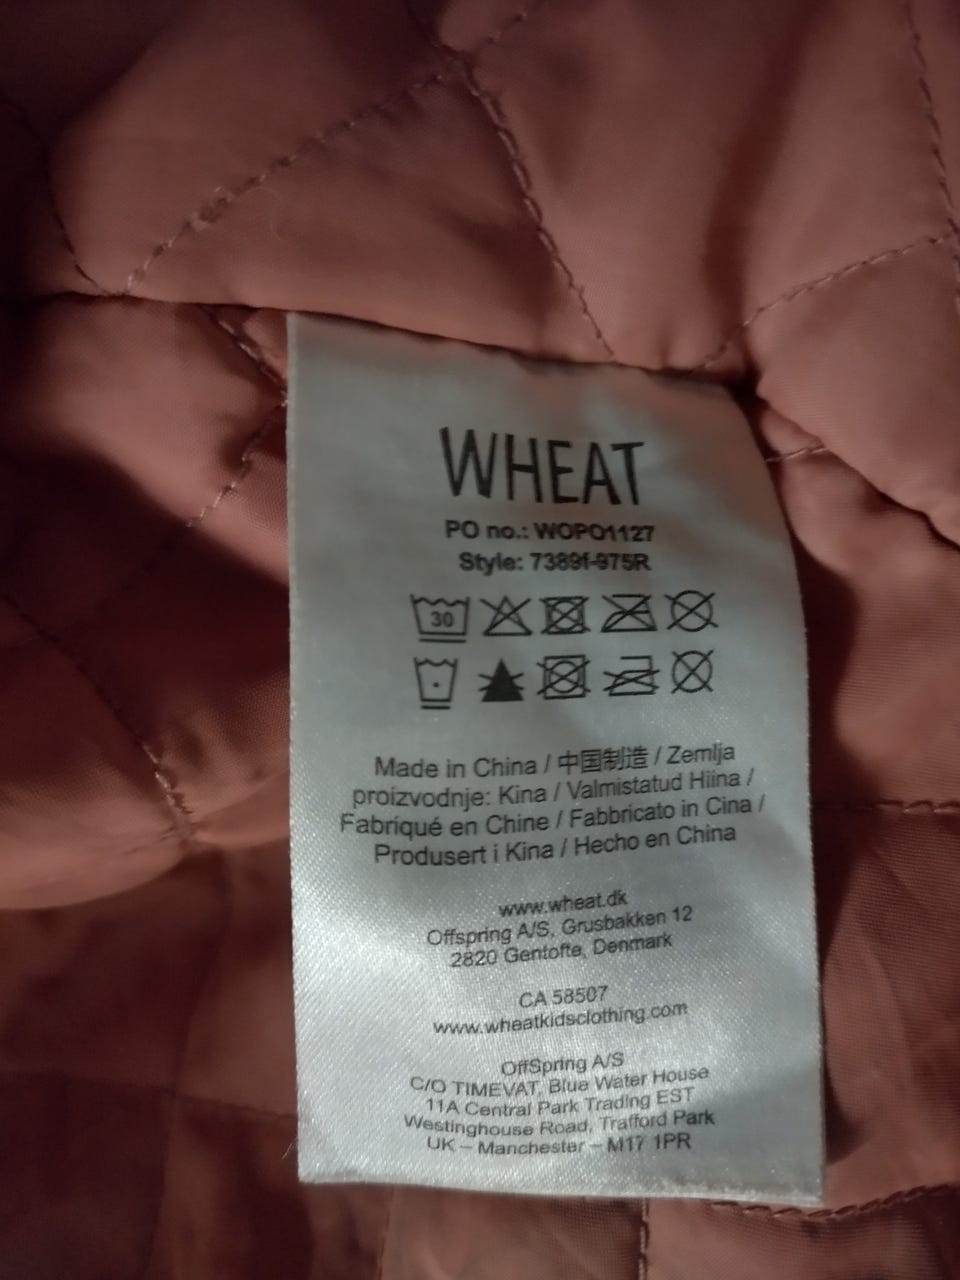 WHEAT
PO no.: WOPO1127
Style: 7389f-975R
30
Made in China / 中国制造 / Zemlja
proizvodnje: Kina / Valmistatud Hiina /
Fabriqué en Chine / Fabbricato in Cina /
Produsert i Kina / Hecho en China
www.wheat.dk
Offspring A/S, Grusbakken 12
2820 Gentofte, Denmark
CA 58507
www.wheatkidsclothing.com
OffSpring A/S
C/O TIMEVAT, Blue Water House
11A Central Park Trading EST
Westinghouse Road, Trafford Park
UK – Manchester – M17 1PR